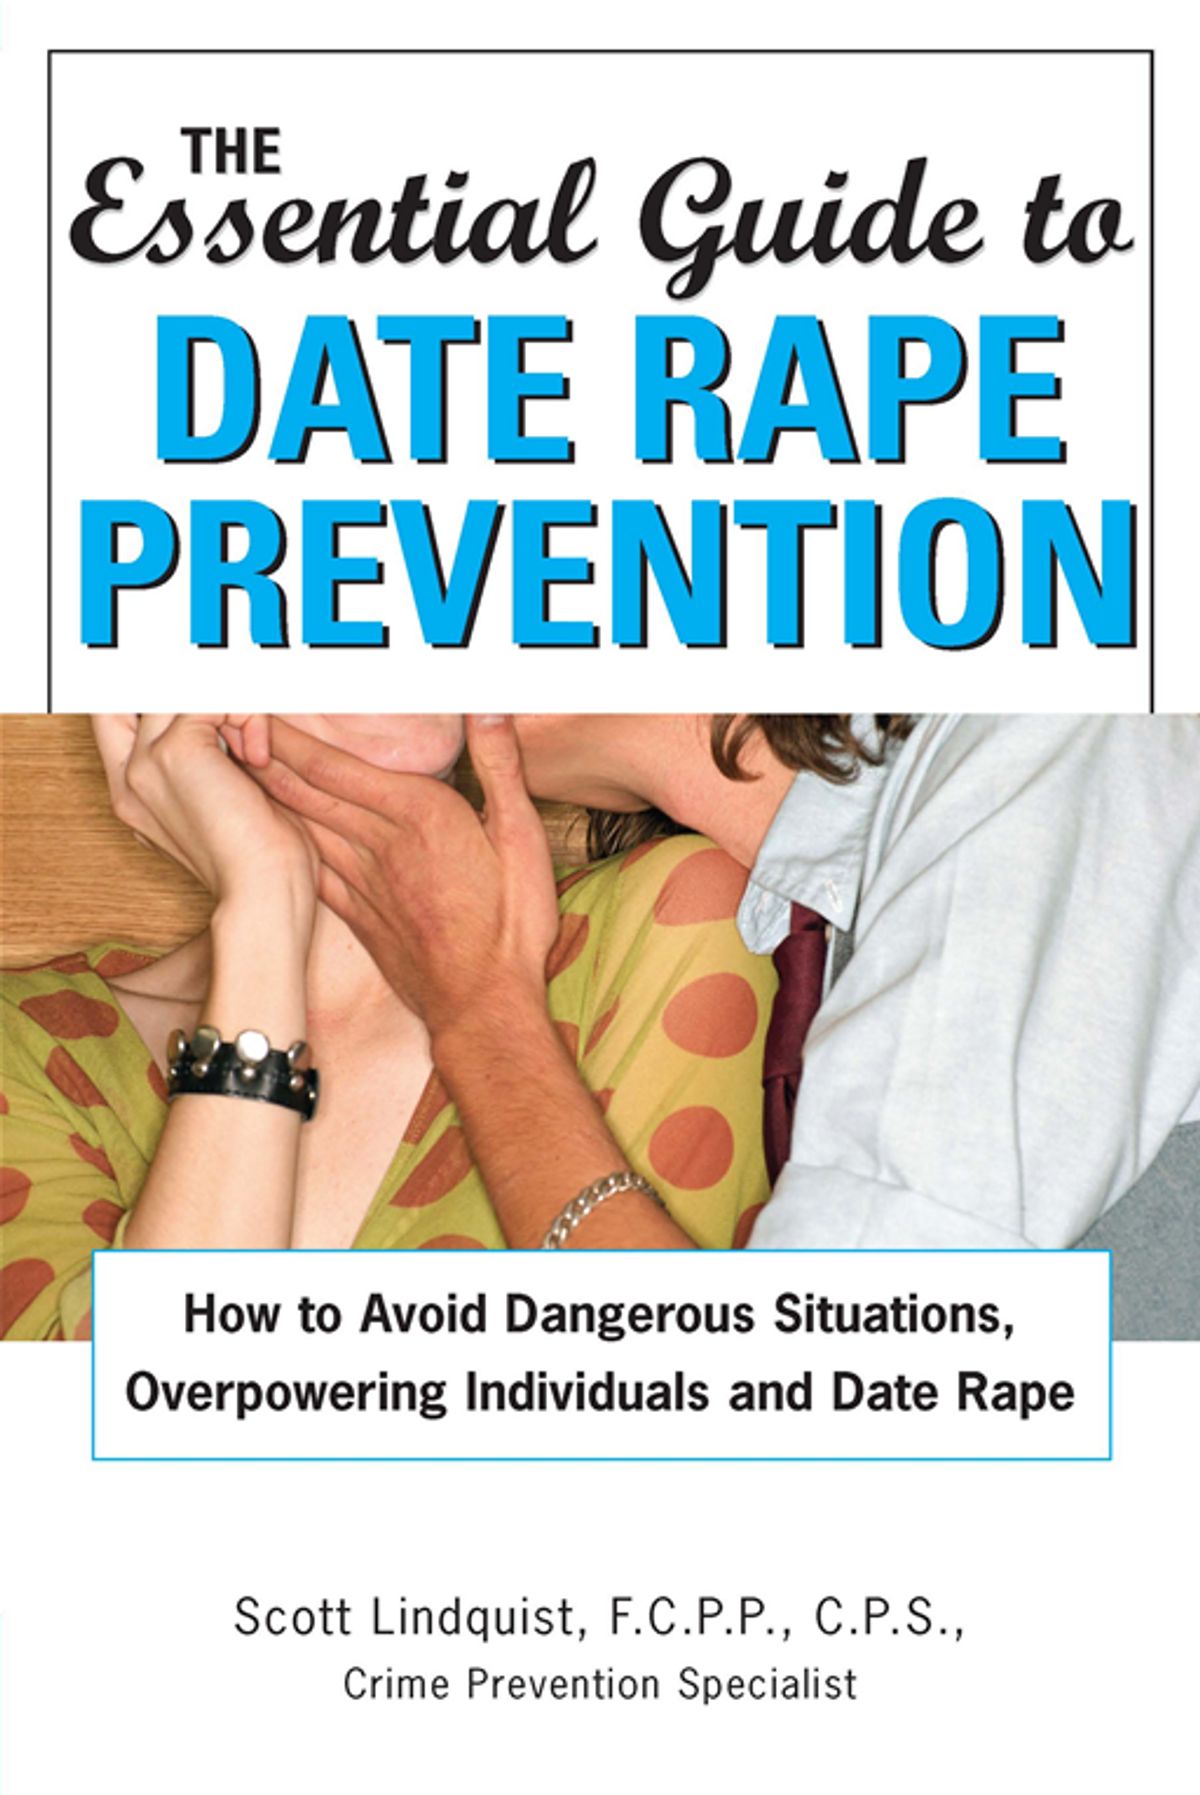 THE
Essential Guide to
DATE RAPE
PREVENTION
How to Avoid Dangerous Situations,
Overpowering Individuals and Date Rape
Scott Lindquist, F.C.P.P., C.P.S.,
Crime Prevention Specialist